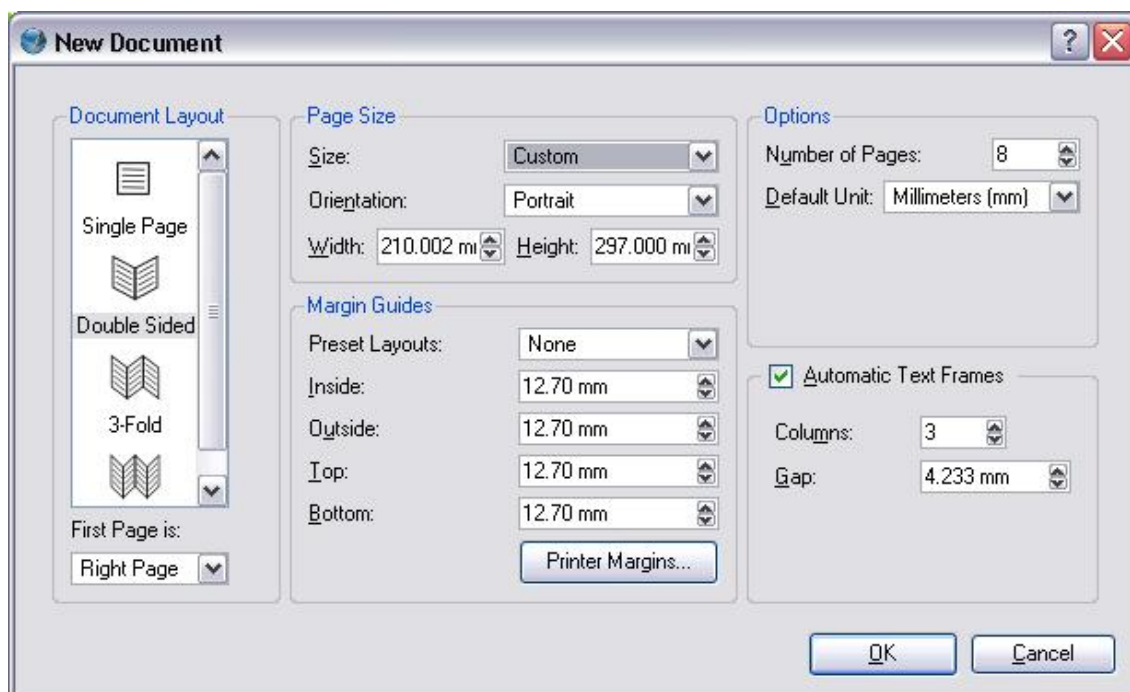 New Document
Document Layout
Single Page
Double Sided
3-Fold
First Page is:
Right Page
Page Size
Size: Custom
Orientation: Portrait
Width: 210.002 m Height: 297.000 m
Margin Guides
Preset Layouts: None
Inside: 12.70 mm
Outside: 12.70 mm
Top: 12.70 mm
Bottom: 12.70 mm
Printer Margins...
Options
Number of Pages: 8
Default Unit: Millimeters (mm)
Automatic Text Frames
Columns: 3
Gap: 4.233 mm
OK Cancel